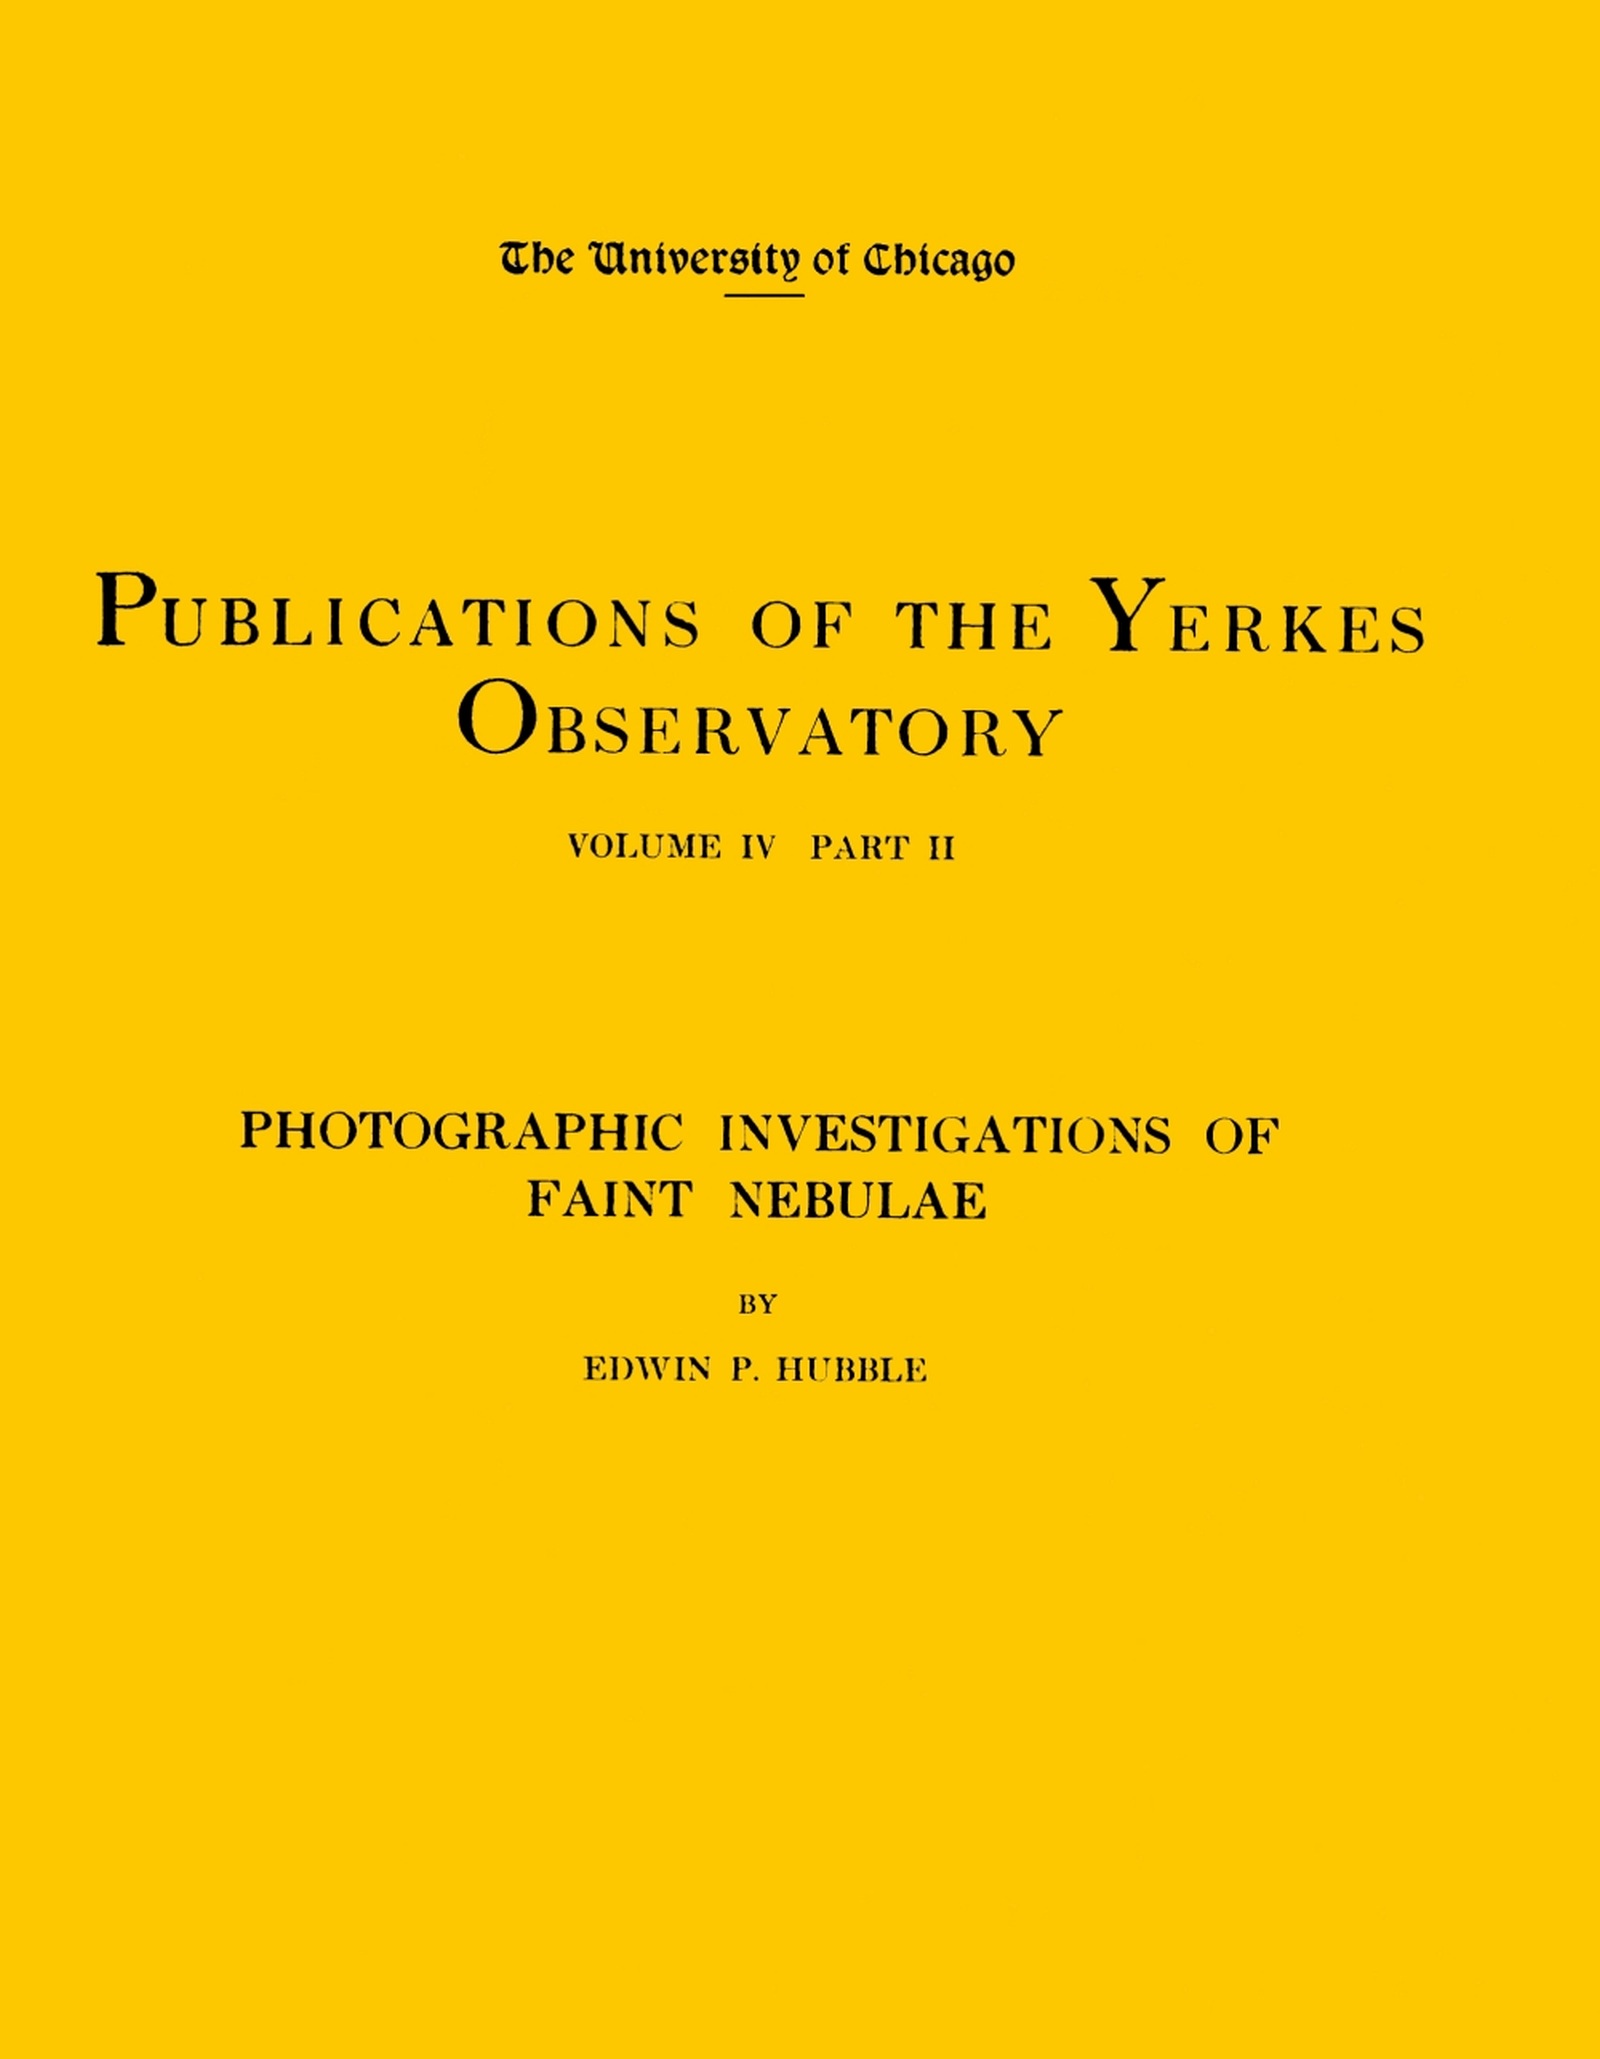 The University of Chicago
PUBLICATIONS OF THE YERKES
OBSERVATORY
VOLUME IV PART II
PHOTOGRAPHIC INVESTIGATIONS OF
FAINT NEBULAE
BY
EDWIN P. HUBBLE